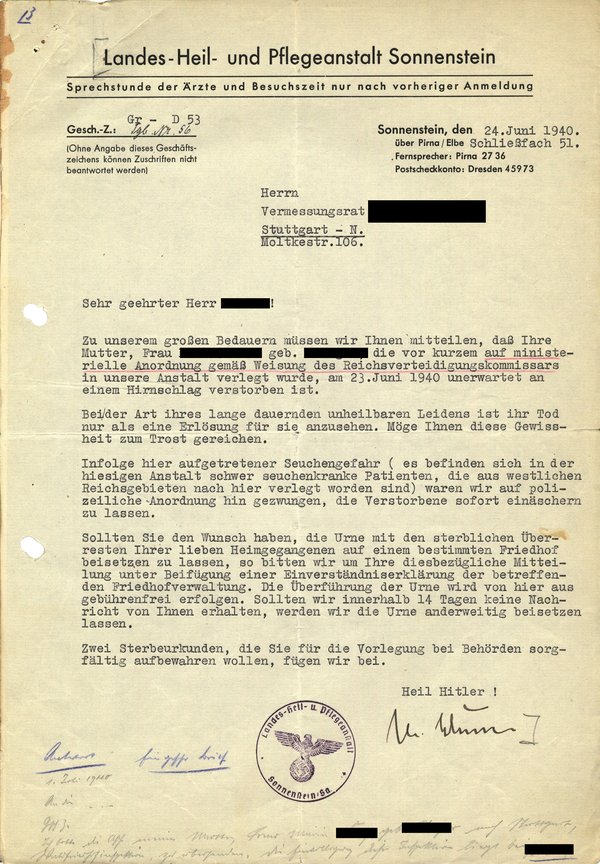 13
Landes-Heil- und Pflegeanstalt Sonnenstein
Sprechstunde der Ärzte und Besuchszeit nur nach vorheriger Anmeldung
Gr - D 53
Gesch.-Z.: Tgb. Nr. 56
(Ohne Angabe dieses Geschäfts-
zeichens können Zuschriften nicht
beantwortet werden)
Sonnenstein, den 24.Juni 1940.
über Pirna/Elbe Schließfach 51.
Fernsprecher: Pirna 27 36
Postscheckkonto: Dresden 45973
Herrn
Vermessungsrat
Stuttgart - N.
Moltkestr.106.
Sehr geehrter Herr !
Zu unserem großen Bedauern müssen wir Ihnen mitteilen, daß Ihre
Mutter, Frau geb. die vor kurzem auf ministe-
rielle Anordnung gemäß Weisung des Reichsverteidigungskommissars
in unsere Anstalt verlegt wurde, am 23.Juni 1940 unerwartet an
einem Hirnschlag verstorben ist.
Bei/der Art ihres lange dauernden unheilbaren Leidens ist ihr Tod
nur als eine Erlösung für sie anzusehen. Möge Ihnen diese Gewiss-
heit zum Trost gereichen.
Infolge hier aufgetretener Seuchengefahr ( es befinden sich in der
hiesigen Anstalt schwer seuchenkranke Patienten, die aus westlichen
Reichsgebieten nach hier verlegt worden sind) waren wir auf poli-
zeiliche Anordnung hin gezwungen, die Verstorbene sofort einäschern
zu lassen.
Sollten Sie den Wunsch haben, die Urne mit den sterblichen Über-
resten Ihrer lieben Heimgegangenen auf einem bestimmten Friedhof
beisetzen zu lassen, so bitten wir um Ihre diesbezügliche Mittei-
lung unter Beifügung einer Einverständniserklärung der betreffen-
den Friedhofverwaltung. Die Überführung der Urne wird von hier aus
gebührenfrei erfolgen. Sollten wir innerhalb 14 Tagen keine Nach-
richt von Ihnen erhalten, werden wir die Urne anderweitig beisetzen
lassen.
Zwei Sterbeurkunden, die Sie für die Vorlegung bei Behörden sorg-
fältig aufbewahren wollen, fügen wir bei.
Heil Hitler !
Landes-Heil- u. Pflegeanstalt
Sonnenstein/Sa.
1. Juli 1940